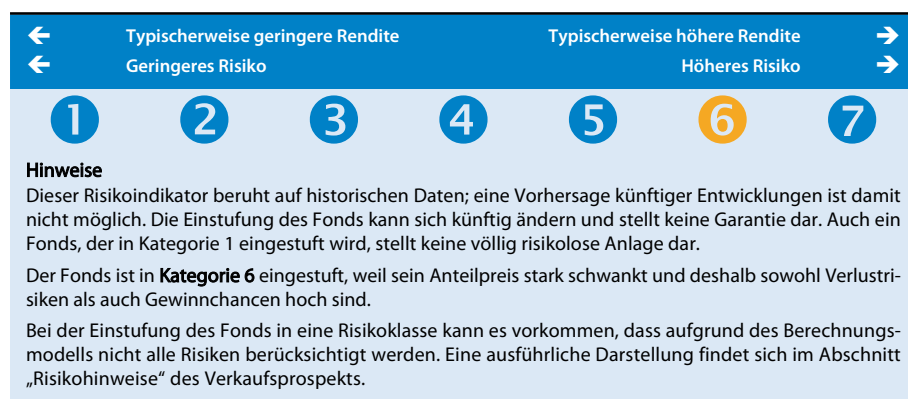 ← Typischerweise geringere Rendite Typischerweise höhere Rendite →
← Geringeres Risiko Höheres Risiko →
1 2 3 4 5 6 7
Hinweise
Dieser Risikoindikator beruht auf historischen Daten; eine Vorhersage künftiger Entwicklungen ist damit
nicht möglich. Die Einstufung des Fonds kann sich künftig ändern und stellt keine Garantie dar. Auch ein
Fonds, der in Kategorie 1 eingestuft wird, stellt keine völlig risikolose Anlage dar.
Der Fonds ist in Kategorie 6 eingestuft, weil sein Anteilpreis stark schwankt und deshalb sowohl Verlustri-
siken als auch Gewinnchancen hoch sind.
Bei der Einstufung des Fonds in eine Risikoklasse kann es vorkommen, dass aufgrund des Berechnungs-
modells nicht alle Risiken berücksichtigt werden. Eine ausführliche Darstellung findet sich im Abschnitt
„Risikohinweise“ des Verkaufsprospekts.